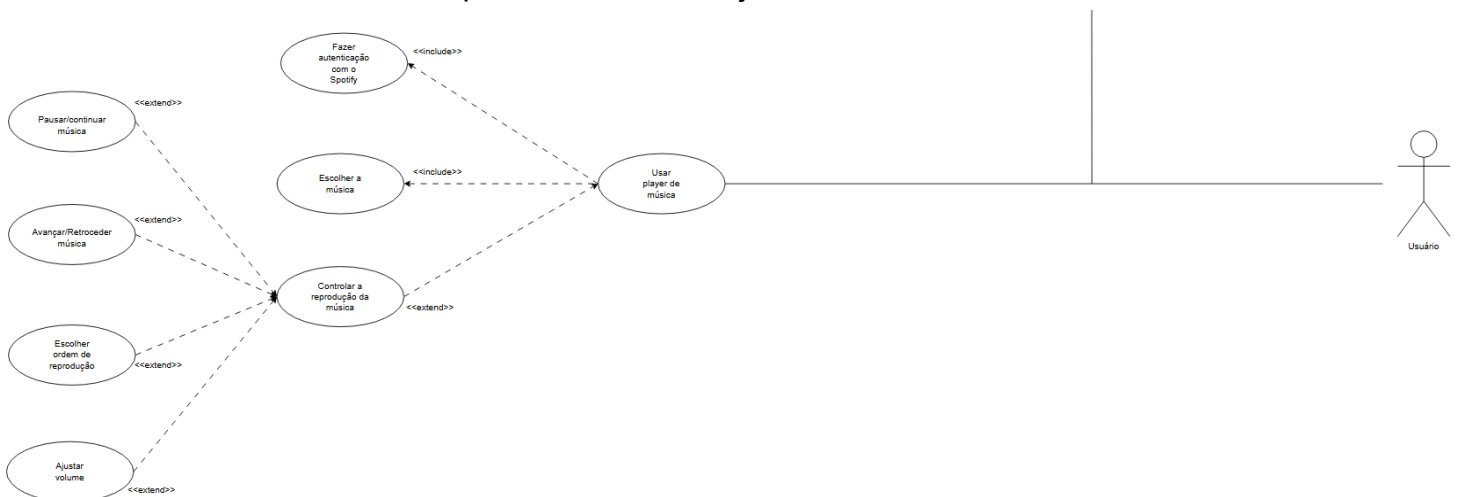 Fazer
autenticação
com o
Spotify
<<include>>
<<extend>>
Pausar/continuar
música
Escolher a
música
<<include>>
Usar
player de
música
Avançar/Retroceder
música
<<extend>>
Usuário
Controlar a
reprodução da
música
<<extend>>
Escolher
ordem de
reprodução
<<extend>>
Ajustar
volume
<<extend>>